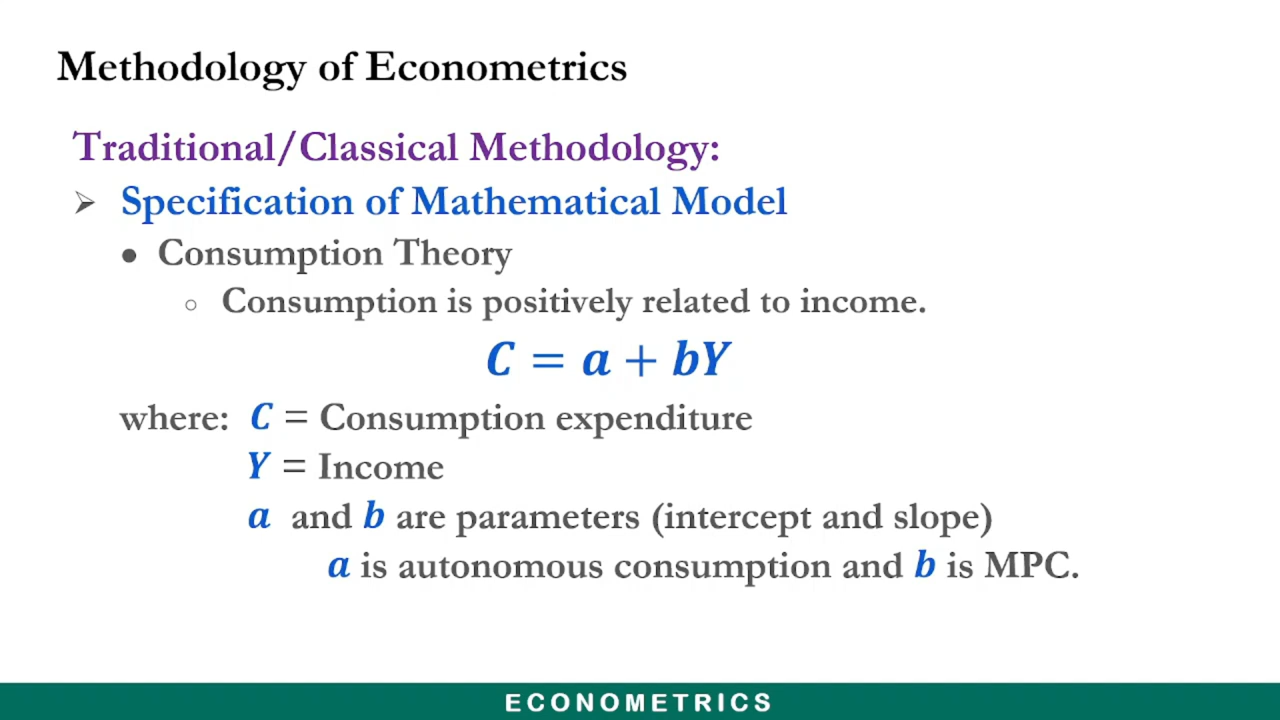 Methodology of Econometrics
Traditional/Classical Methodology:
➢ Specification of Mathematical Model
● Consumption Theory
○ Consumption is positively related to income.
C = a + bY
where: C = Consumption expenditure
Y = Income
a and b are parameters (intercept and slope)
a is autonomous consumption and b is MPC.
ECONOMETRICS